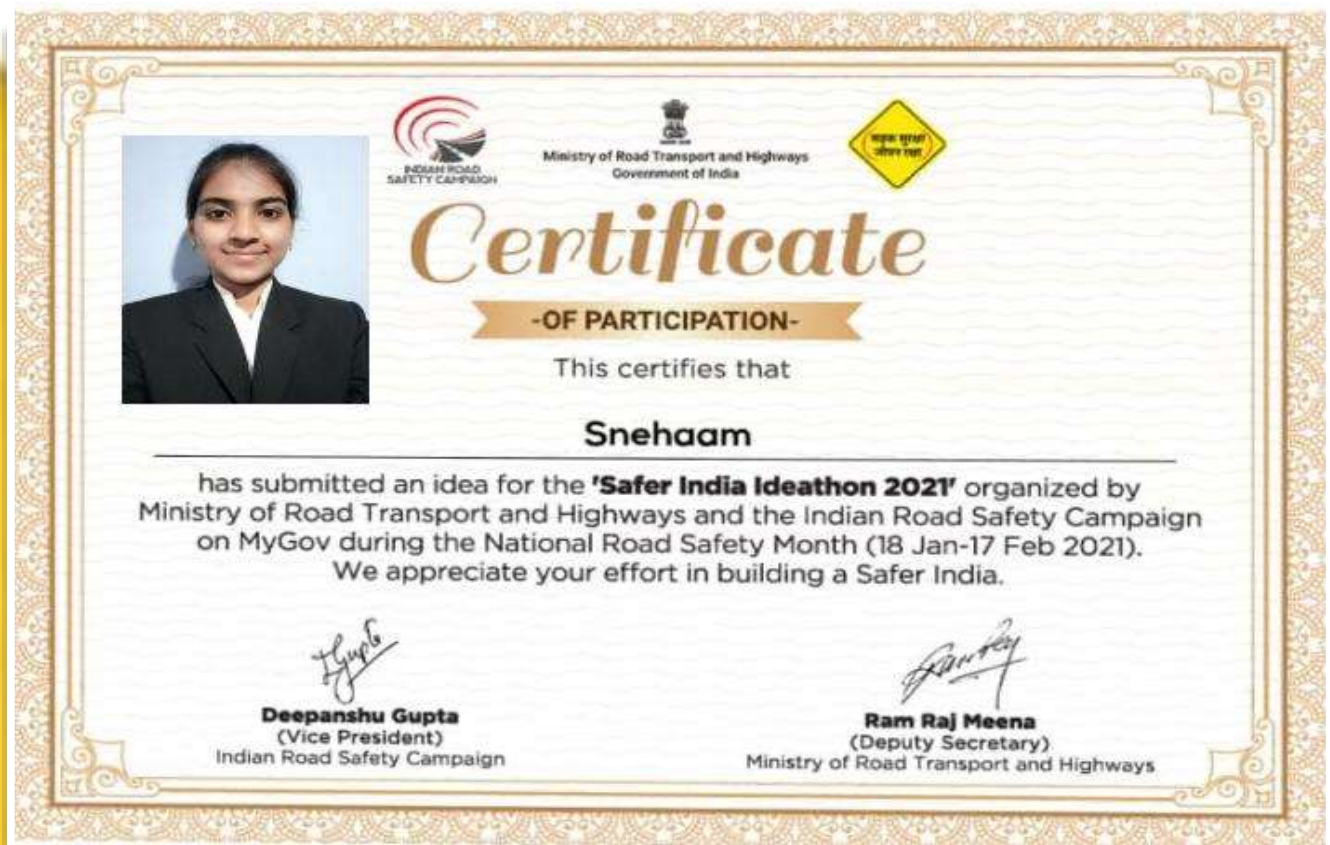 INDIAN ROAD
SAFETY CAMPAIGN
Ministry of Road Transport and Highways
Government of India
सड़क सुरक्षा
जीवन रक्षा
Certificate
-OF PARTICIPATION-
This certifies that
Snehaam
has submitted an idea for the 'Safer India Ideathon 2021' organized by
Ministry of Road Transport and Highways and the Indian Road Safety Campaign
on MyGov during the National Road Safety Month (18 Jan-17 Feb 2021).
We appreciate your effort in building a Safer India.
Deepanshu Gupta
(Vice President)
Indian Road Safety Campaign
Ram Raj Meena
(Deputy Secretary)
Ministry of Road Transport and Highways